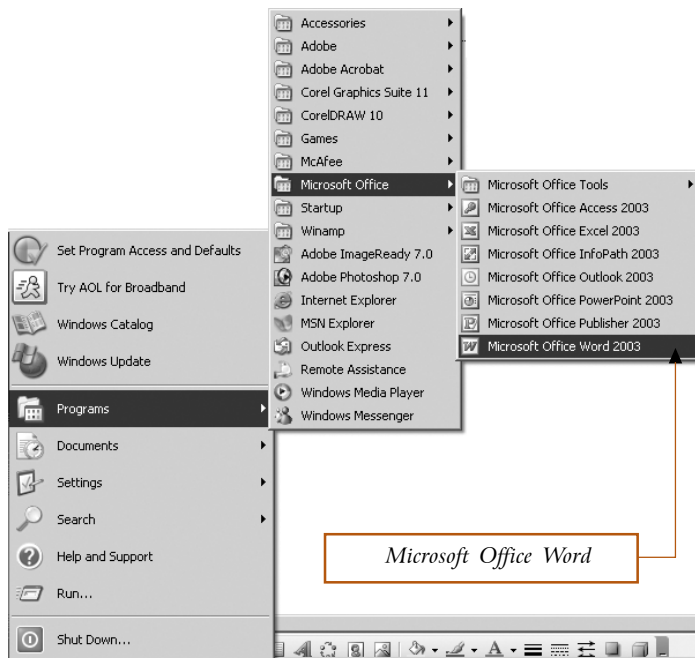 Accessories
Adobe
Adobe Acrobat
Corel Graphics Suite 11
CorelDRAW 10
Games
McAfee
Microsoft Office
Startup
Winamp
Adobe ImageReady 7.0
Adobe Photoshop 7.0
Internet Explorer
MSN Explorer
Outlook Express
Remote Assistance
Windows Media Player
Windows Messenger
Microsoft Office Tools
Microsoft Office Access 2003
Microsoft Office Excel 2003
Microsoft Office InfoPath 2003
Microsoft Office Outlook 2003
Microsoft Office PowerPoint 2003
Microsoft Office Publisher 2003
Microsoft Office Word 2003
Set Program Access and Defaults
Try AOL for Broadband
Windows Catalog
Windows Update
Programs
Documents
Settings
Search
Help and Support
Run...
Shut Down...
Microsoft Office Word